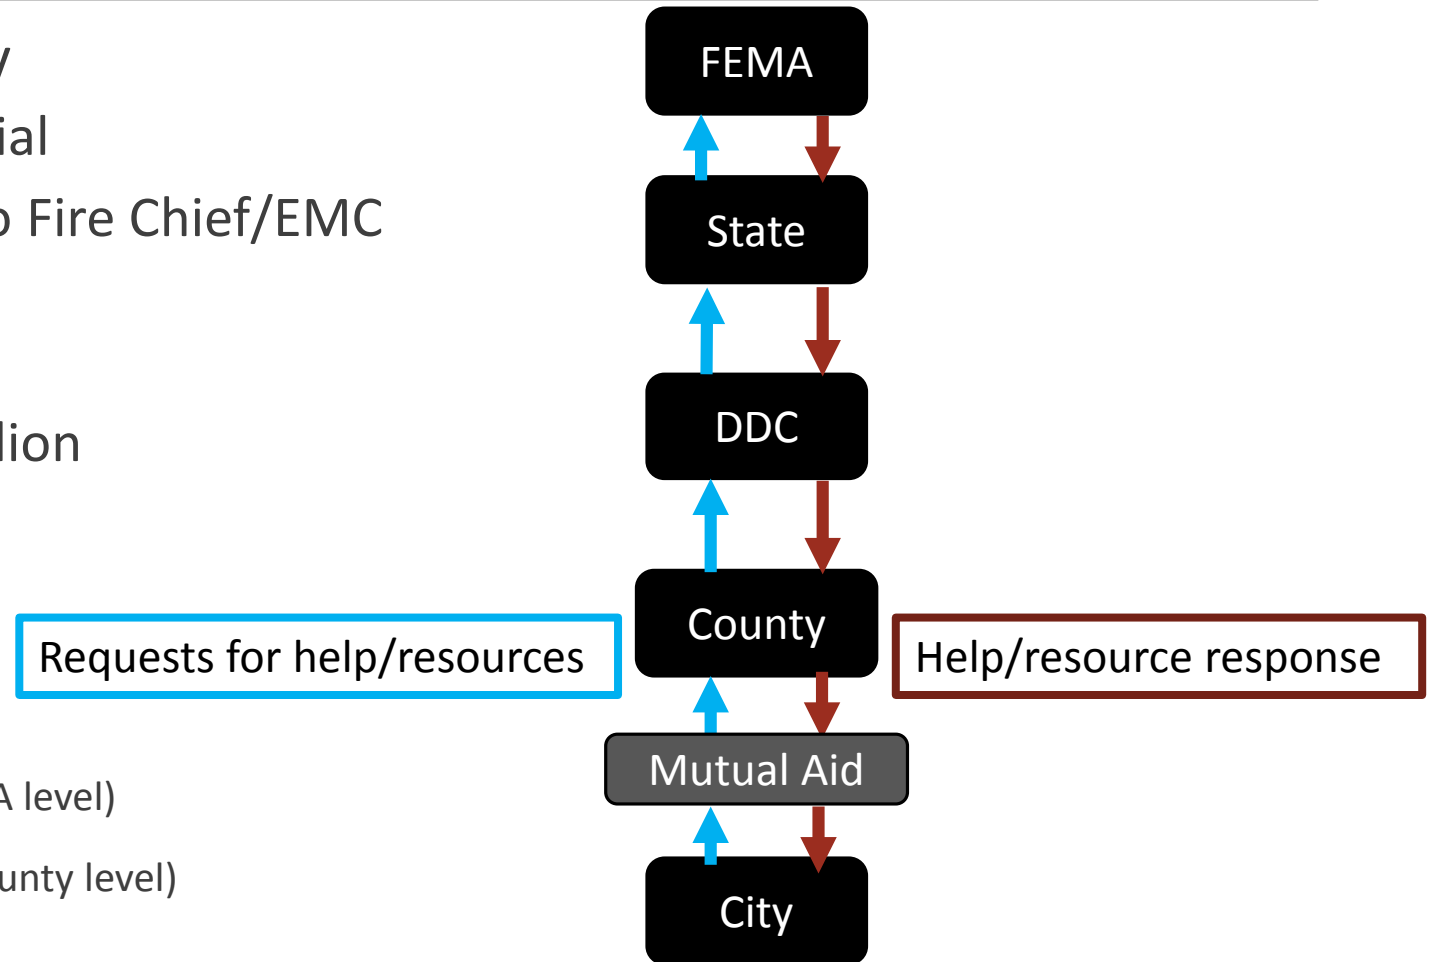 FEMA
y
ial
o Fire Chief/EMC
State
DDC
lion
County
Requests for help/resources
Help/resource response
Mutual Aid
A level)
unty level)
City